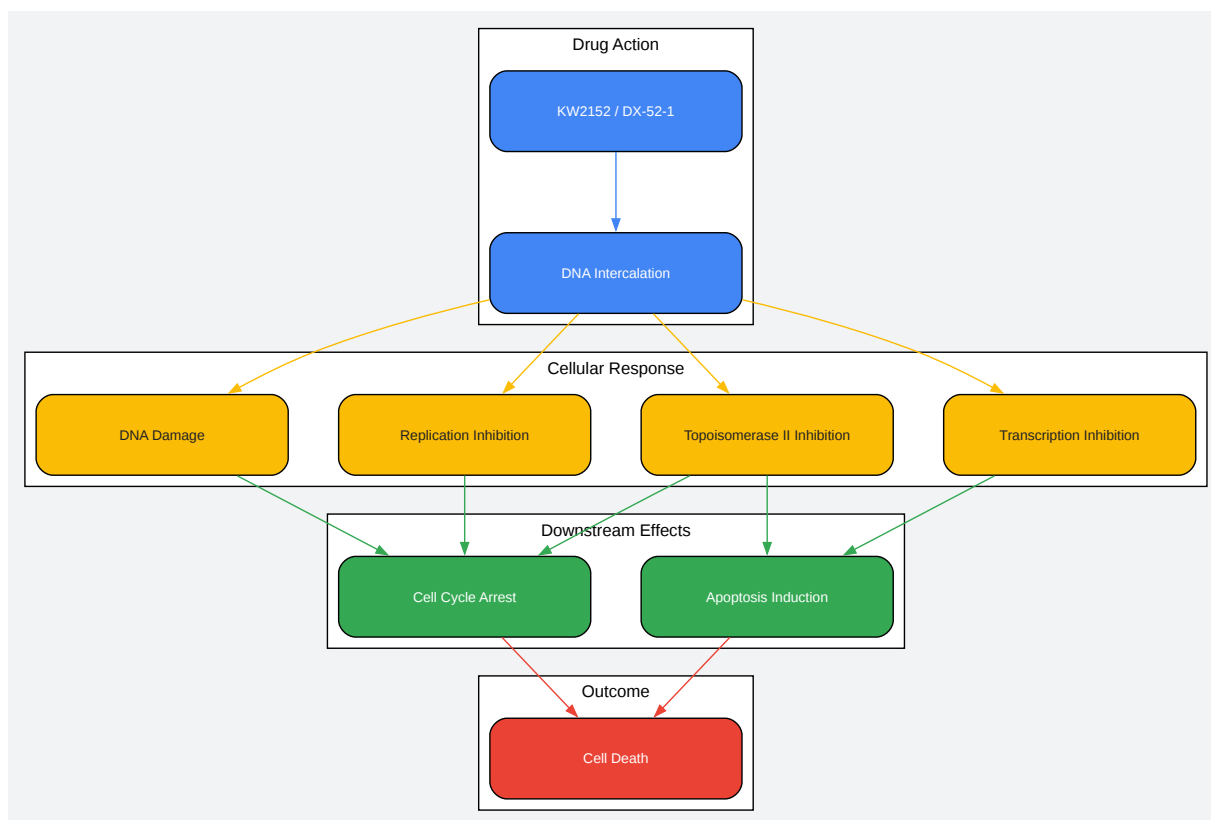 Drug Action
KW2152 / DX-52-1
DNA Intercalation
Cellular Response
DNA Damage
Replication Inhibition
Topoisomerase II Inhibition
Transcription Inhibition
Downstream Effects
Cell Cycle Arrest
Apoptosis Induction
Outcome
Cell Death